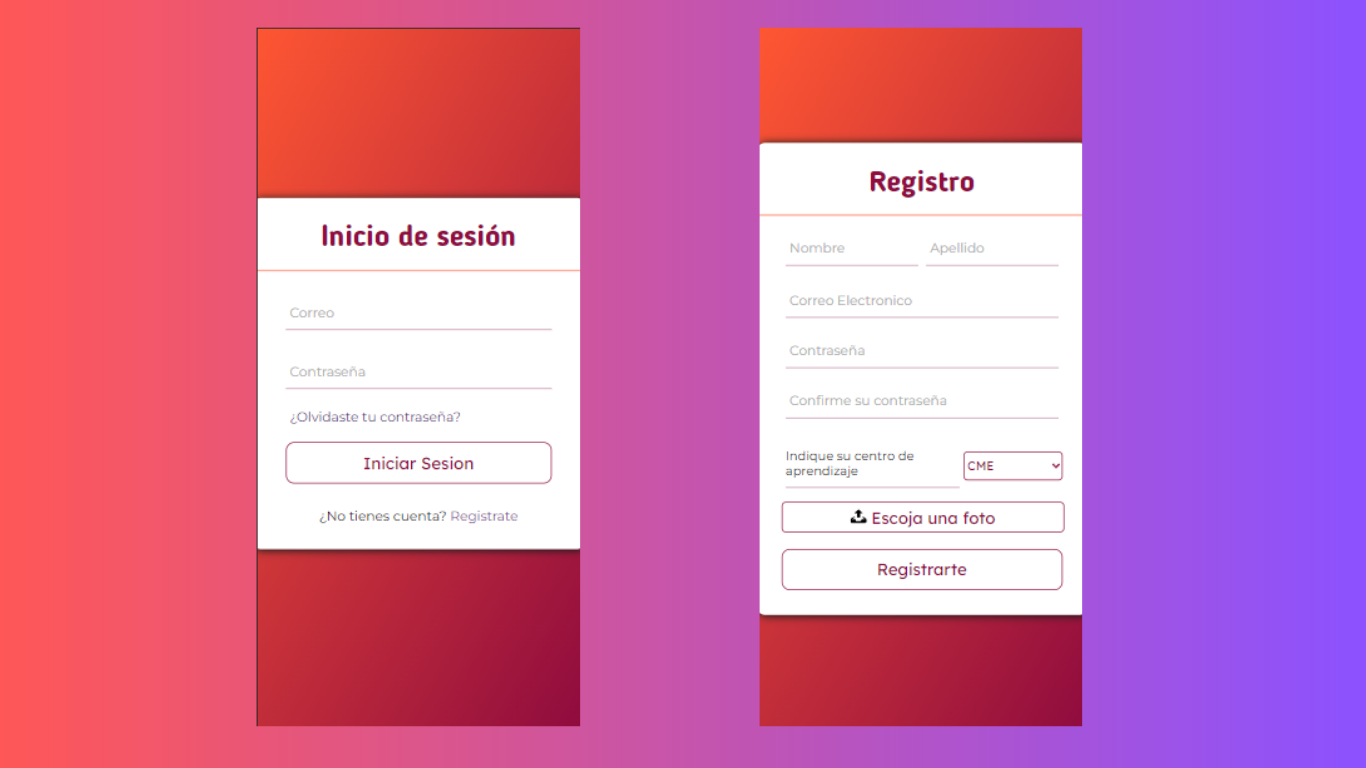 Inicio de sesión
Correo
Contraseña
¿Olvidaste tu contraseña?
Iniciar Sesion
¿No tienes cuenta? Registrate
Registro
Nombre Apellido
Correo Electronico
Contraseña
Confirme su contraseña
Indique su centro de
aprendizaje
CME
Escoja una foto
Registrarte